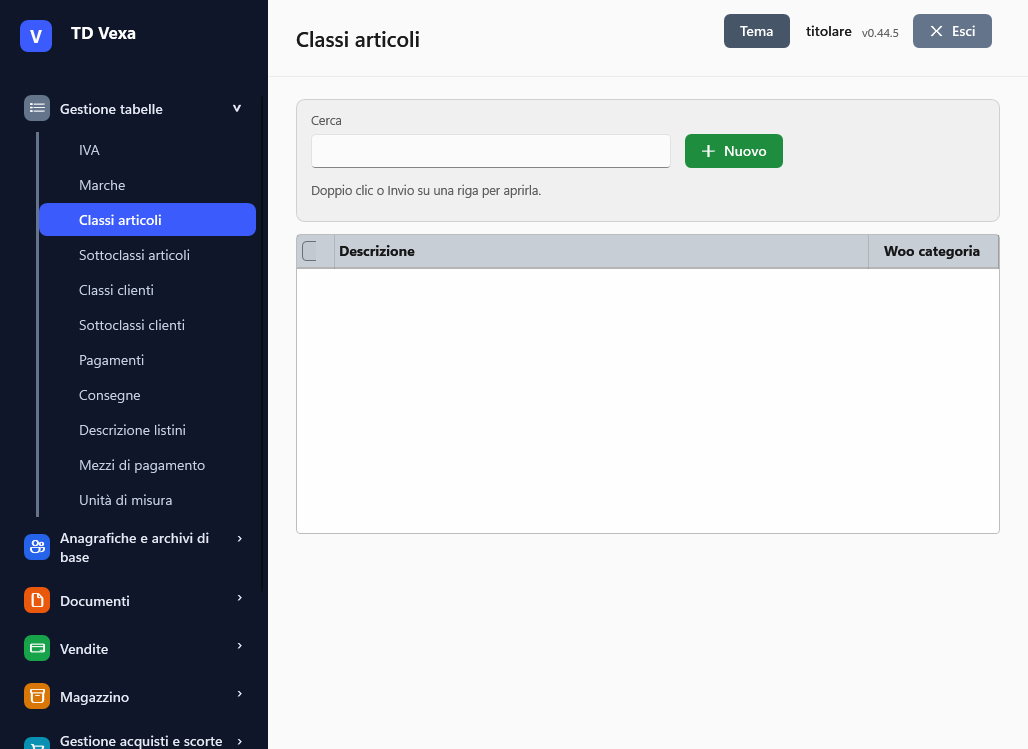 V
TD Vexa
Gestione tabelle
IVA
Marche
Classi articoli
Sottoclassi articoli
Classi clienti
Sottoclassi clienti
Pagamenti
Consegne
Descrizione listini
Mezzi di pagamento
Unità di misura
Anagrafiche e archivi di
base
Documenti
Vendite
Magazzino
Gestione acquisti e scorte
Classi articoli
Tema
titolare v0.44.5
Esci
Cerca
Nuovo
Doppio clic o Invio su una riga per aprirla.
Descrizione
Woo categoria